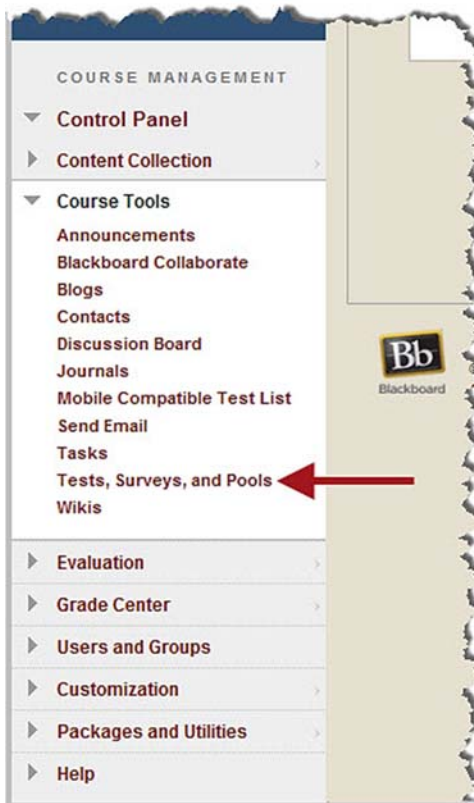 COURSE MANAGEMENT
Control Panel
Content Collection
Course Tools
Announcements
Blackboard Collaborate
Blogs
Contacts
Discussion Board
Journals
Mobile Compatible Test List
Send Email
Tasks
Tests, Surveys, and Pools
Wikis
Evaluation
Grade Center
Users and Groups
Customization
Packages and Utilities
Help
Bb
Blackboard